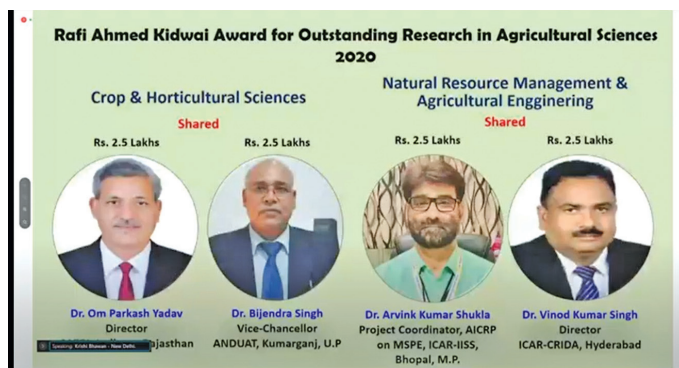 Rafi Ahmed Kidwai Award for Outstanding Research in Agricultural Sciences
2020
Crop & Horticultural Sciences
Shared
Rs. 2.5 Lakhs
Rs. 2.5 Lakhs
Dr. Om Parkash Yadav
Director
Rajasthan
Dr. Bijendra Singh
Vice-Chancellor
ANDUAT, Kumarganj, U.P
Natural Resource Management &
Agricultural Engginering
Shared
Rs. 2.5 Lakhs
Rs. 2.5 Lakhs
Dr. Arvink Kumar Shukla
Project Coordinator, AICRP
on MSPE, ICAR-IISS,
Bhopal, M.P.
Dr. Vinod Kumar Singh
Director
ICAR-CRIDA, Hyderabad
Speaking: Krishi Bhawan - New Delhi